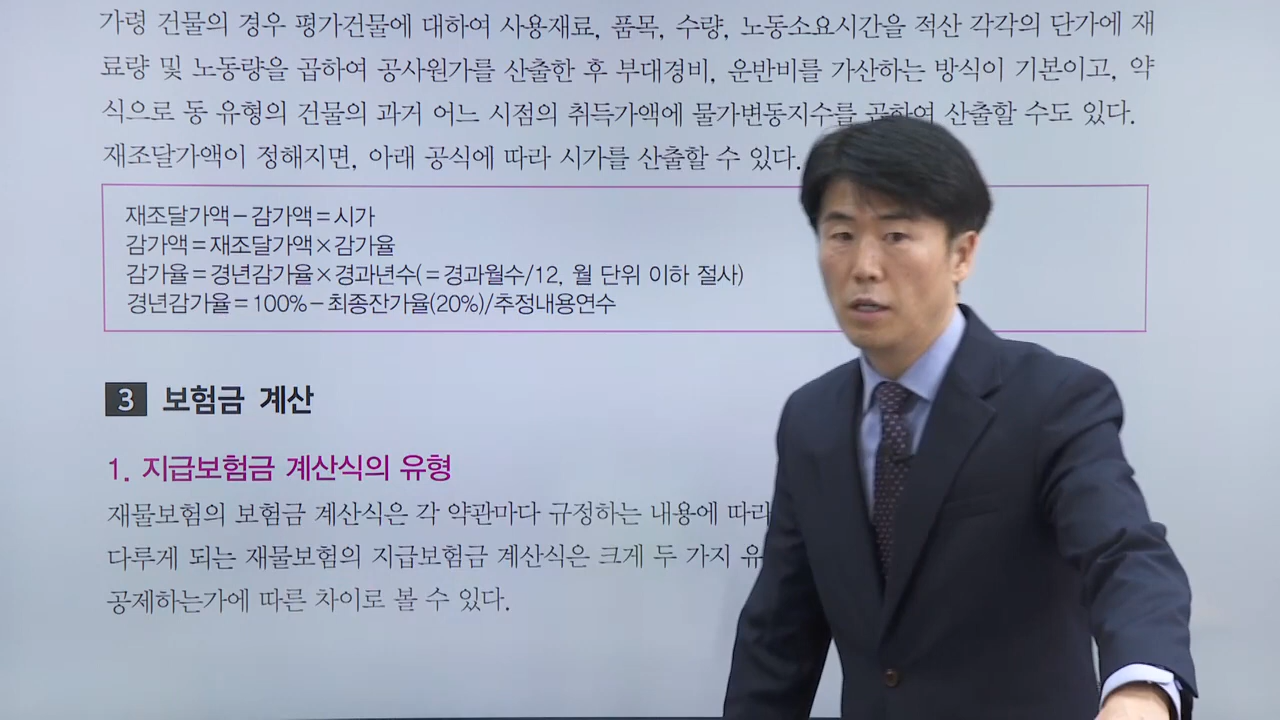 가령 건물의 경우 평가건물에 대하여 사용재료, 품목, 수량, 노동소요시간을 적산 각각의 단가에 재
료량 및 노동량을 곱하여 공사원가를 산출한 후 부대경비, 운반비를 가산하는 방식이 기본이고, 약
식으로 동 유형의 건물의 과거 어느 시점의 취득가액에 물가변동지수를 곱하여 산출할 수도 있다.
재조달가액이 정해지면, 아래 공식에 따라 시가를 산출할 수 있다.
재조달가액－감가액＝시가
감가액＝재조달가액×감가율
감가율＝경년감가율×경과년수(＝경과월수/12, 월 단위 이하 절사)
경년감가율＝100%－최종잔가율(20%)/추정내용연수
3 보험금 계산
1. 지급보험금 계산식의 유형
재물보험의 보험금 계산식은 각 약관마다 규정하는 내용에 따라
다루게 되는 재물보험의 지급보험금 계산식은 크게 두 가지 유
공제하는가에 따른 차이로 볼 수 있다.